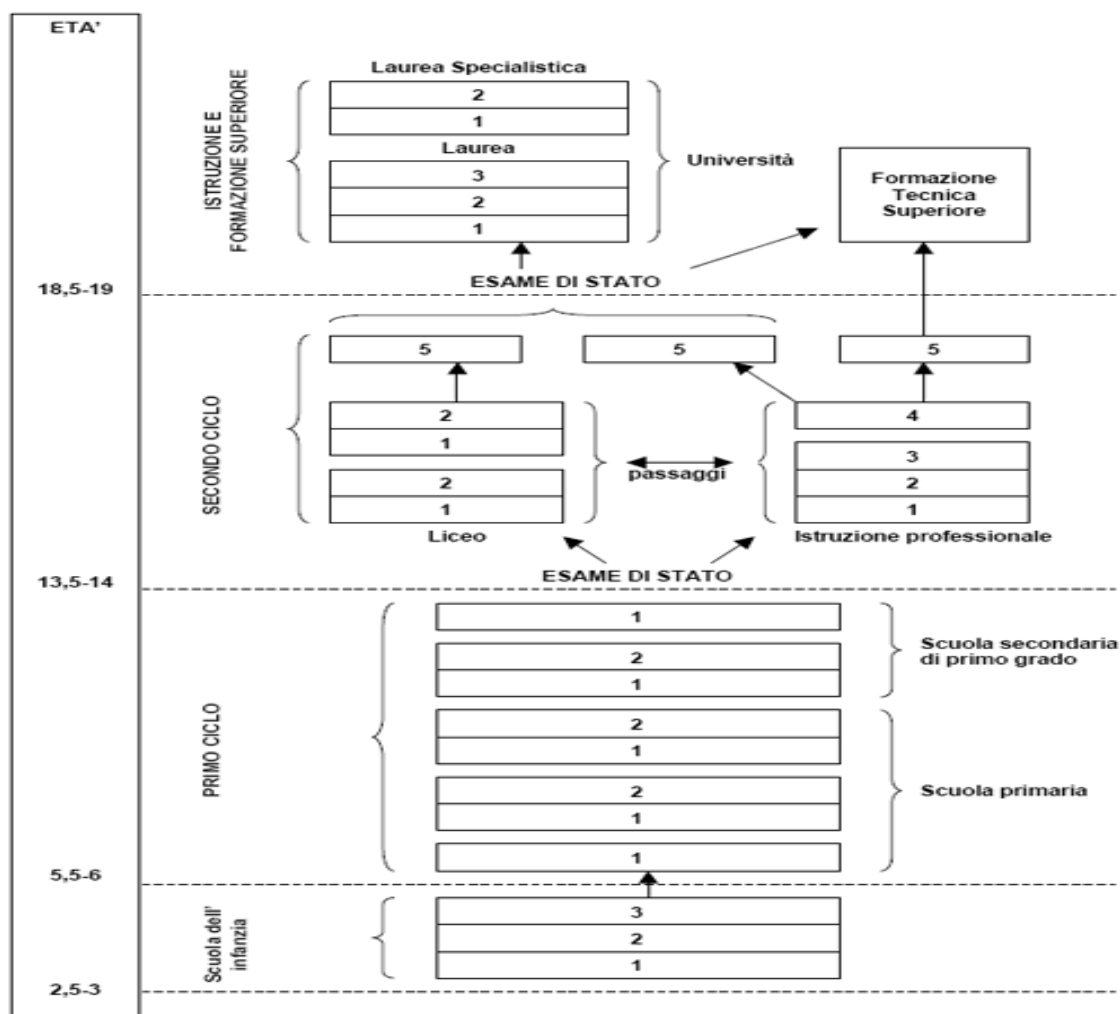 ETA'
ISTRUZIONE E
FORMAZIONE SUPERIORE
Laurea Specialistica
2
1
Laurea
3
2
1
Università
Formazione
Tecnica
Superiore
ESAME DI STATO
18,5-19
SECONDO CICLO
5
5
5
2
1
2
1
Liceo
passaggi
4
3
2
1
Istruzione professionale
ESAME DI STATO
13,5-14
PRIMO CICLO
1
2
1
Scuola secondaria
di primo grado
2
1
2
1
1
Scuola primaria
5,5-6
Scuola dell'
infanzia
3
2
1
2,5-3